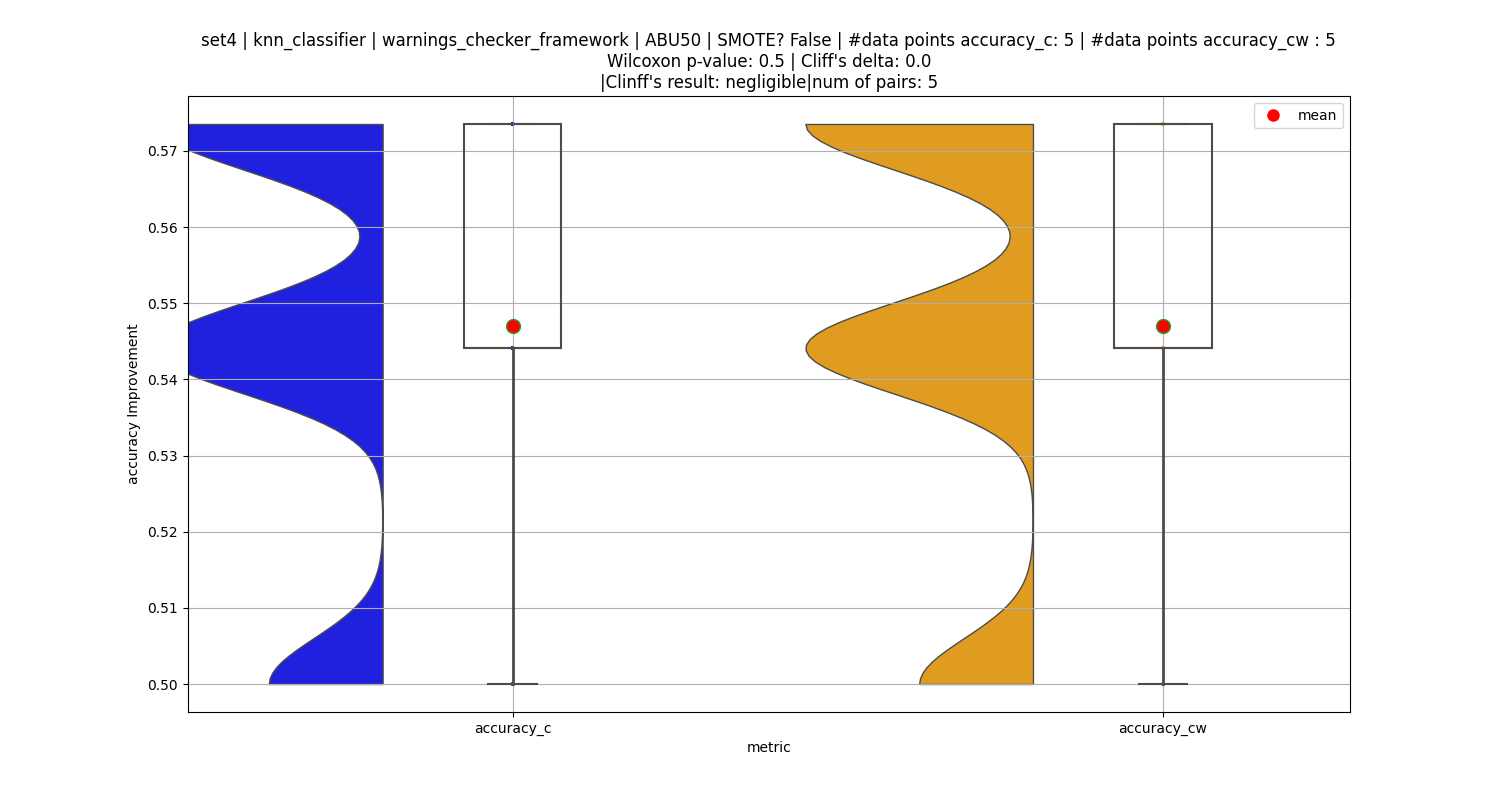 set4 | knn_classifier | warnings_checker_framework | ABU50 | SMOTE? False | #data points accuracy_c: 5 | #data points accuracy_cw : 5
Wilcoxon p-value: 0.5 | Cliff's delta: 0.0
|Clinff's result: negligible|num of pairs: 5
mean
0.57
0.56
0.55
0.54
0.53
0.52
0.51
0.50
accuracy Improvement
accuracy_c
accuracy_cw
metric